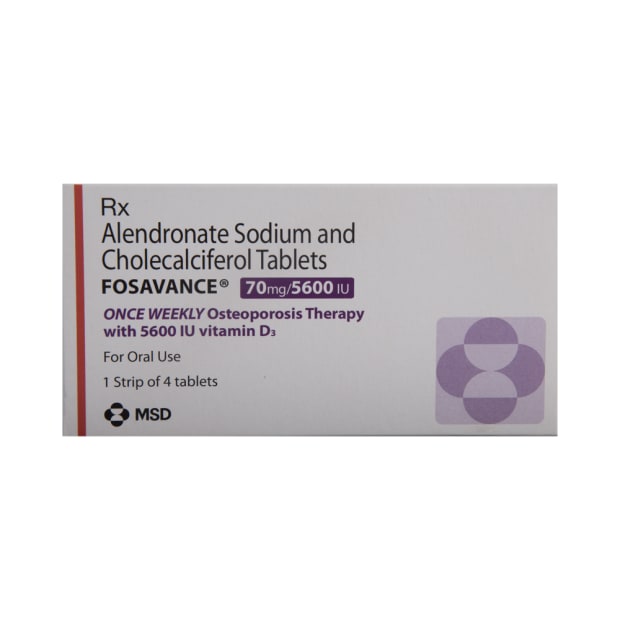 Rx
Alendronate Sodium and
Cholecalciferol Tablets
FOSAVANCE® 70mg/5600 IU
ONCE WEEKLY Osteoporosis Therapy
with 5600 IU vitamin D₃
For Oral Use
1 Strip of 4 tablets
MSD